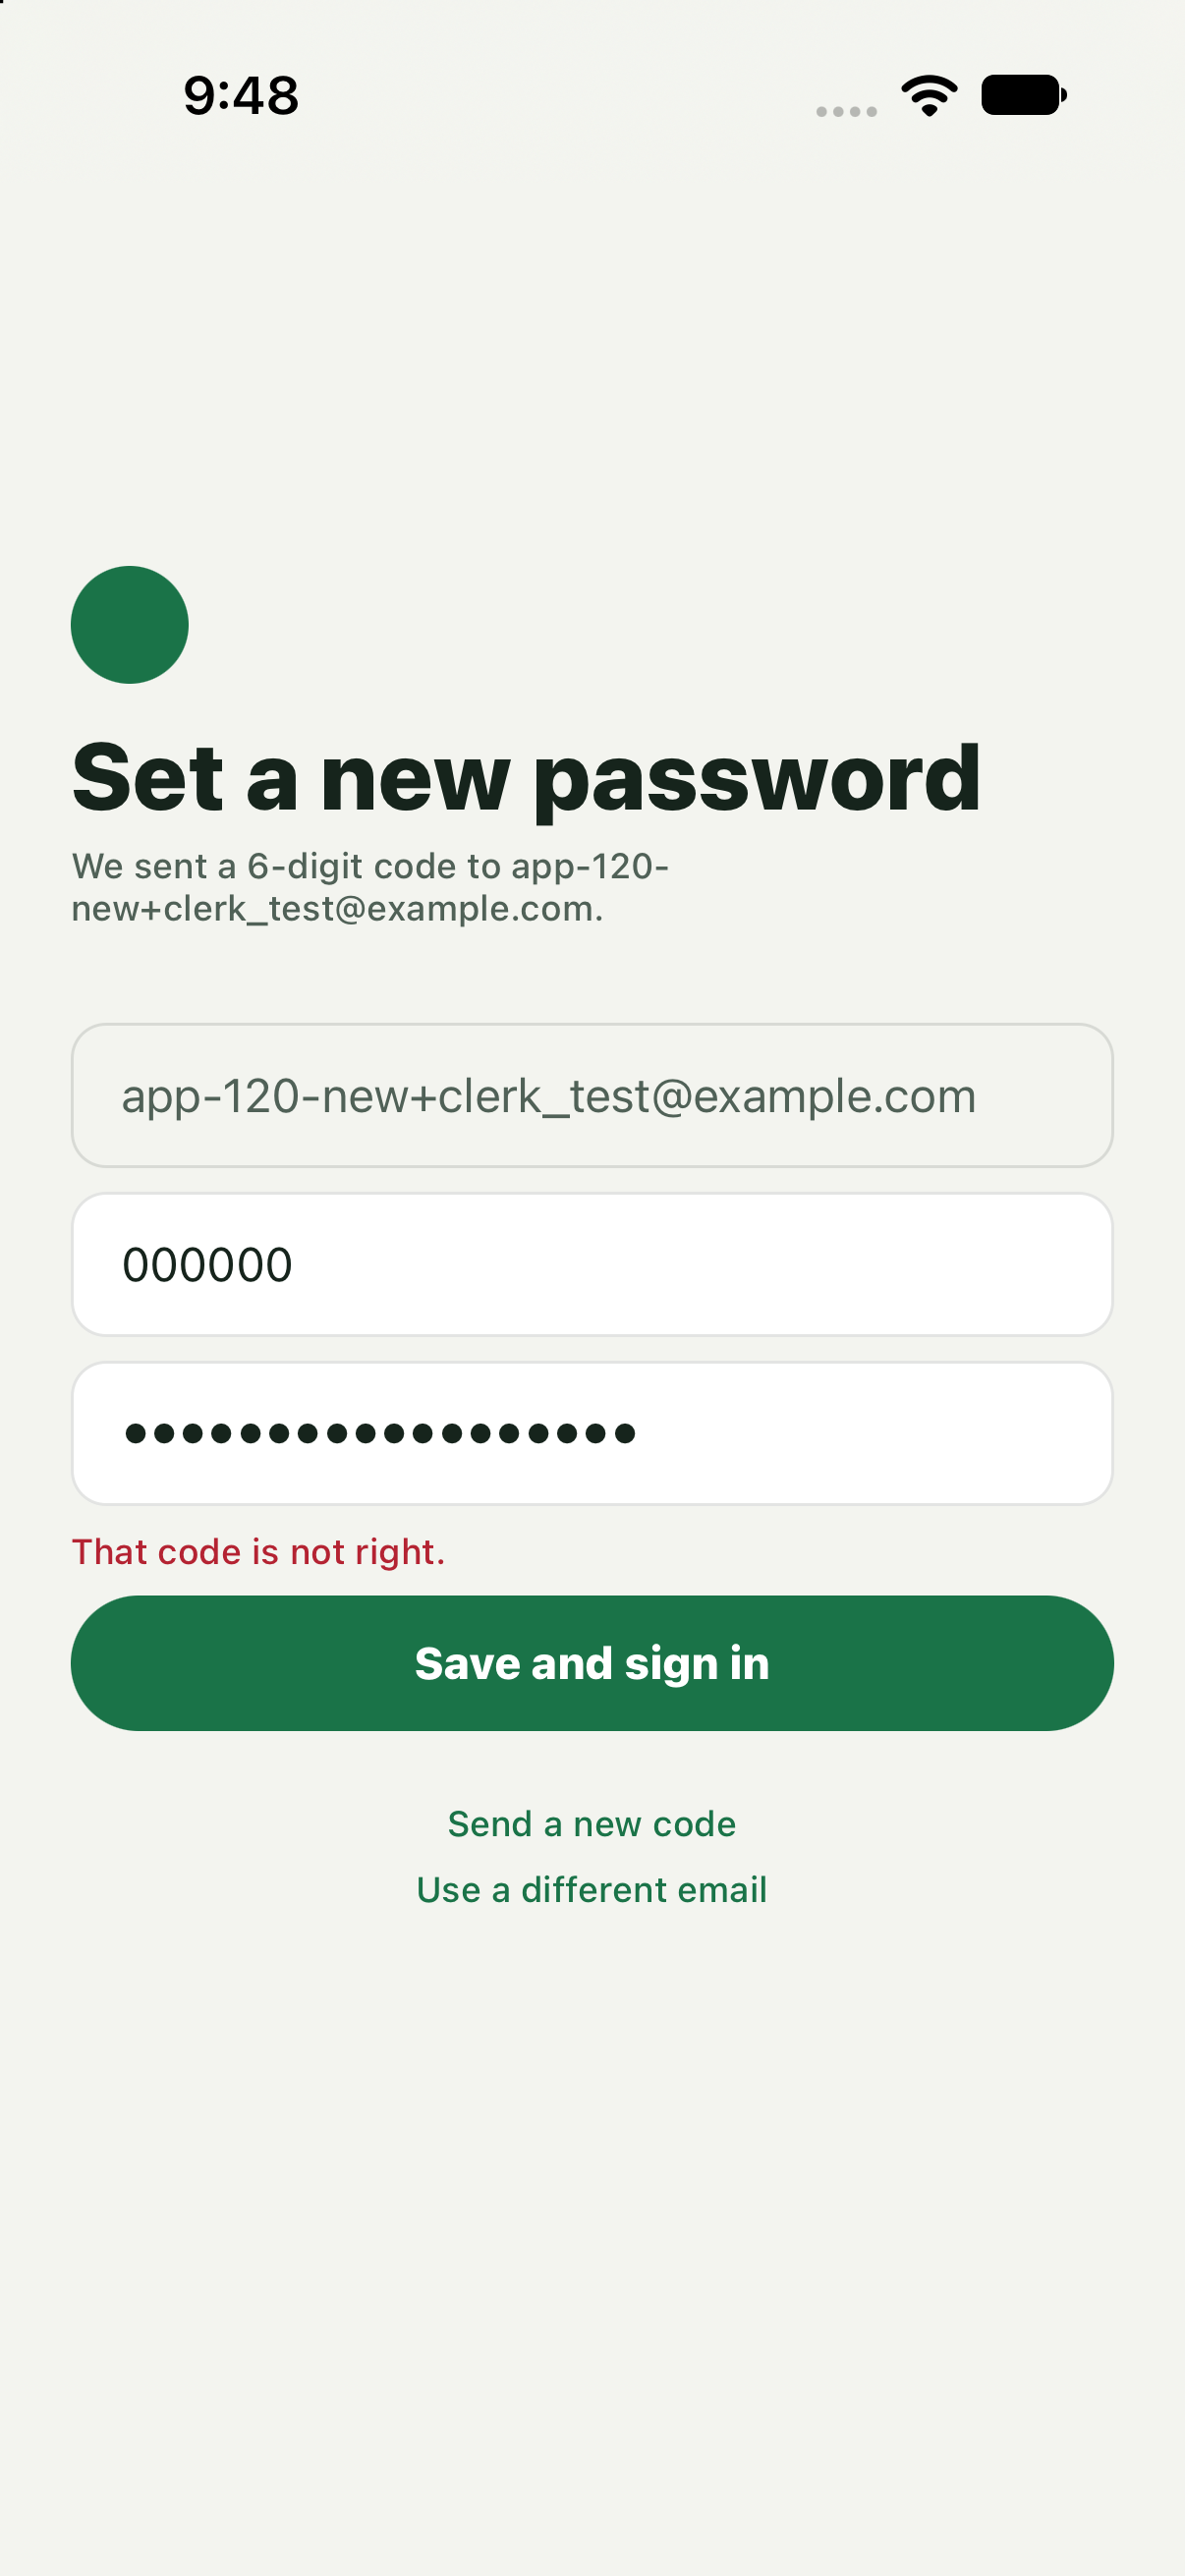 9:48
Set a new password
We sent a 6-digit code to app-120-
new+clerk_test@example.com.
app-120-new+clerk_test@example.com
000000
••••••••••••••••••
That code is not right.
Save and sign in
Send a new code
Use a different email